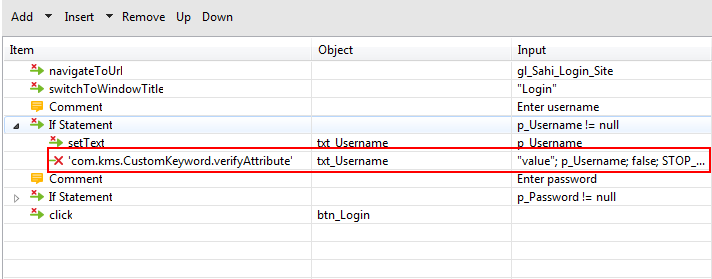 Add Insert Remove Up Down
Item Object Input
navigateToUrl gl_Sahi_Login_Site
switchToWindowTitle "Login"
Comment Enter username
If Statement p_Username != null
setText txt_Username p_Username
'com.kms.CustomKeyword.verifyAttribute' txt_Username "value"; p_Username; false; STOP_...
Comment Enter password
If Statement p_Password != null
click btn_Login